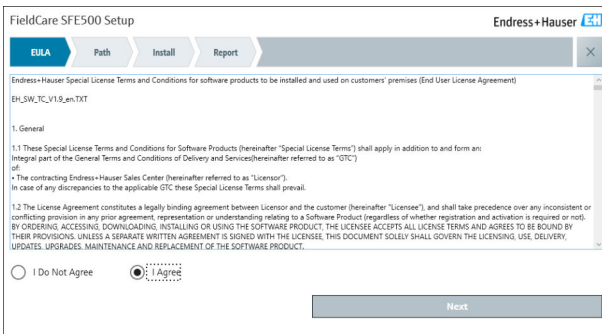 FieldCare SFE500 Setup
Endress+Hauser EH
EULA Path Install Report
Endress+Hauser Special License Terms and Conditions for software products to be installed and used on customers' premises (End User License Agreement)
EH_SW_TC_V1.9_en.TXT
1. General
1.1 These Special License Terms and Conditions for Software Products (hereinafter "Special License Terms") shall apply in addition to and form an:
Integral part of the General Terms and Conditions of Delivery and Services(hereinafter referred to as "GTC")
of:
• The contracting Endress+Hauser Sales Center (hereinafter referred to as "Licensor").
In case of any discrepancies to the applicable GTC these Special License Terms shall prevail.
1.2 The License Agreement constitutes a legally binding agreement between Licensor and the customer (hereinafter "Licensee"), and shall take precedence over any inconsistent or
conflicting provision in any prior agreement, representation or understanding relating to a Software Product (regardless of whether registration and activation is required or not).
BY ORDERING, ACCESSING, DOWNLOADING, INSTALLING OR USING THE SOFTWARE PRODUCT, THE LICENSEE ACCEPTS ALL LICENSE TERMS AND AGREES TO BE BOUND BY
THEIR PROVISIONS. UNLESS A SEPARATE WRITTEN AGREEMENT IS SIGNED WITH THE LICENSEE, THIS DOCUMENT SOLELY SHALL GOVERN THE LICENSING, USE, DELIVERY,
UPDATES, UPGRADES, MAINTENANCE AND REPLACEMENT OF THE SOFTWARE PRODUCT.
I Do Not Agree I Agree
Next